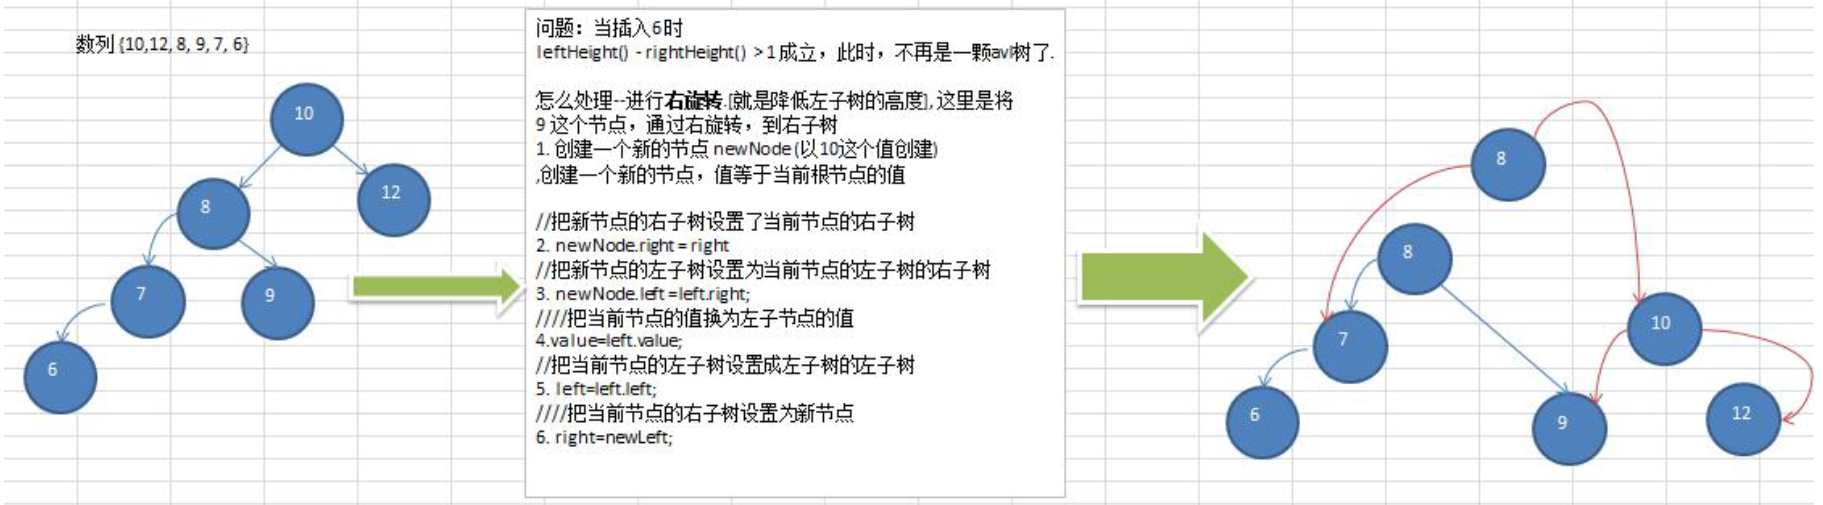 数列 {10,12, 8, 9, 7, 6}
10
12
8
7
9
6
问题：当插入6时
leftHeight() - rightHeight() > 1 成立，此时，不再是一颗avl树了.
怎么处理--进行右旋转.[就是降低左子树的高度], 这里是将
9 这个节点，通过右旋转，到右子树
1. 创建一个新的节点 newNode (以10这个值创建)
,创建一个新的节点，值等于当前根节点的值
//把新节点的右子树设置了当前节点的右子树
2. newNode.right = right
//把新节点的左子树设置为当前节点的左子树的右子树
3. newNode.left =left.right;
////把当前节点的值换为左子节点的值
4.value=left.value;
//把当前节点的左子树设置成左子树的左子树
5. left=left.left;
////把当前节点的右子树设置为新节点
6. right=newLeft;
8
8
10
7
6
9
12